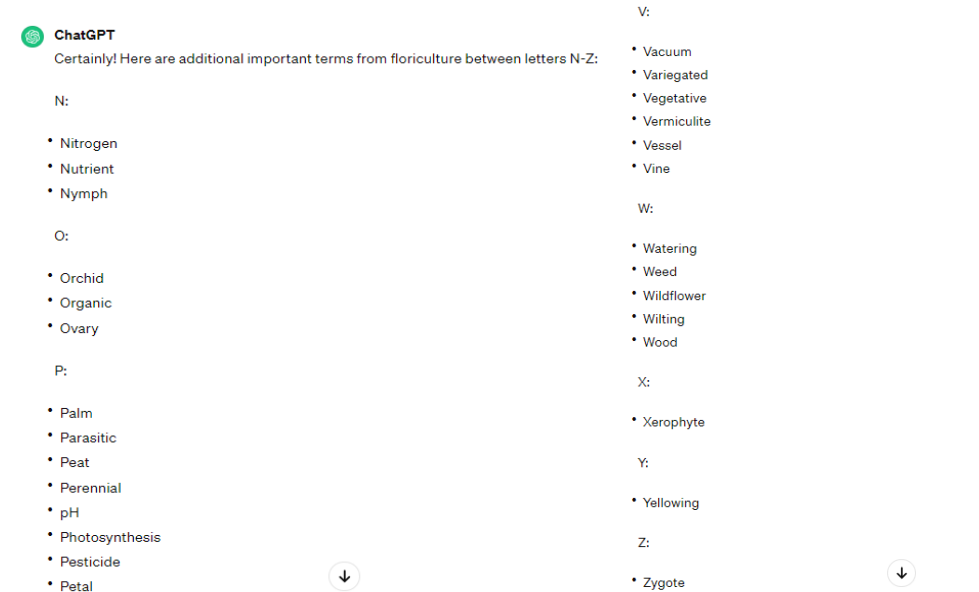 ChatGPT
Certainly! Here are additional important terms from floriculture between letters N-Z:
N:
• Nitrogen
• Nutrient
• Nymph
O:
• Orchid
• Organic
• Ovary
P:
• Palm
• Parasitic
• Peat
• Perennial
• pH
• Photosynthesis
• Pesticide
• Petal
V:
• Vacuum
• Variegated
• Vegetative
• Vermiculite
• Vessel
• Vine
W:
• Watering
• Weed
• Wildflower
• Wilting
• Wood
X:
• Xerophyte
Y:
• Yellowing
Z:
• Zygote